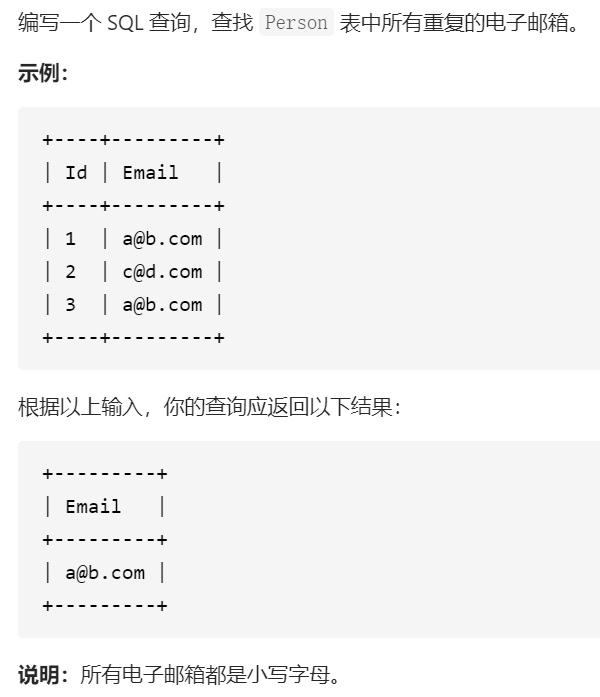 编写一个 SQL 查询，查找 Person 表中所有重复的电子邮箱。
示例：
+----+---------+
| Id | Email   |
+----+---------+
| 1  | a@b.com |
| 2  | c@d.com |
| 3  | a@b.com |
+----+---------+
根据以上输入，你的查询应返回以下结果：
+---------+
| Email   |
+---------+
| a@b.com |
+---------+
说明：所有电子邮箱都是小写字母。